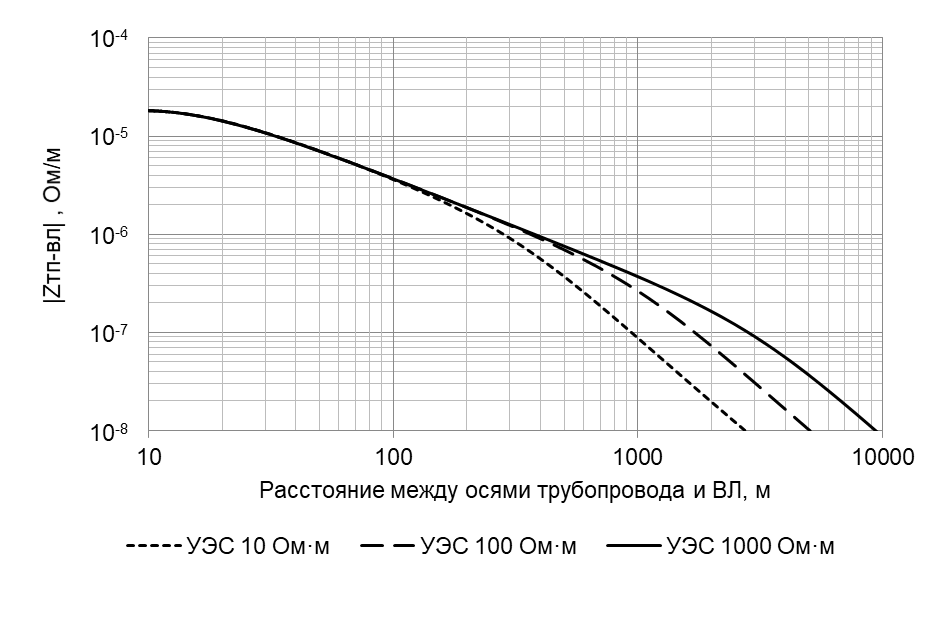 10-4
10-5
10-6
10-7
10-8
|Zтп-вл| , Ом/м
10 100 1000 10000
Расстояние между осями трубопровода и ВЛ, м
УЭС 10 Ом·м УЭС 100 Ом·м УЭС 1000 Ом·м